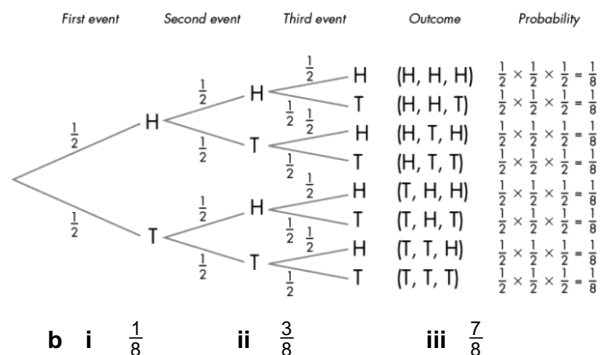 First event Second event Third event Outcome Probability
1/2 H (H, H, H) 1/2 × 1/2 × 1/2 = 1/8
1/2 H
1/2 T (H, H, T) 1/2 × 1/2 × 1/2 = 1/8
1/2 H
1/2 H (H, T, H) 1/2 × 1/2 × 1/2 = 1/8
1/2 T
1/2 T (H, T, T) 1/2 × 1/2 × 1/2 = 1/8
1/2 H (T, H, H) 1/2 × 1/2 × 1/2 = 1/8
1/2 H
1/2 T (T, H, T) 1/2 × 1/2 × 1/2 = 1/8
1/2 T
1/2 H (T, T, H) 1/2 × 1/2 × 1/2 = 1/8
1/2 T
1/2 T (T, T, T) 1/2 × 1/2 × 1/2 = 1/8
b i 1/8 ii 3/8 iii 7/8